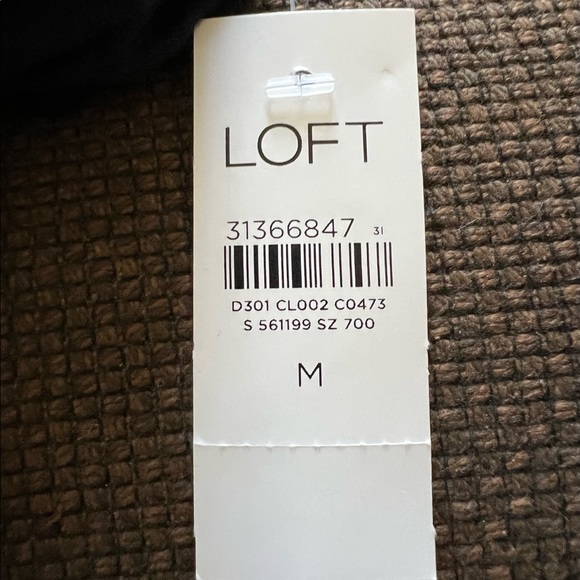 LOFT
31366847 31
D301 CL002 C0473
S 561199 SZ 700
M